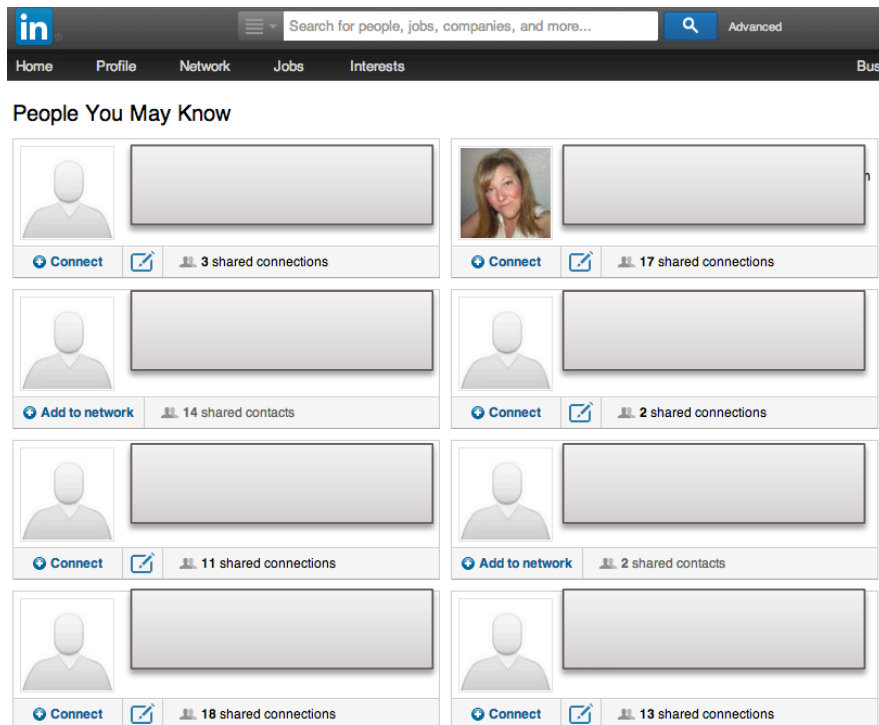 in
Search for people, jobs, companies, and more...
Advanced
Home Profile Network Jobs Interests Bus
People You May Know
Connect 3 shared connections
n
Connect 17 shared connections
Add to network 14 shared contacts
Connect 2 shared connections
Connect 11 shared connections
Add to network 2 shared contacts
Connect 18 shared connections
Connect 13 shared connections